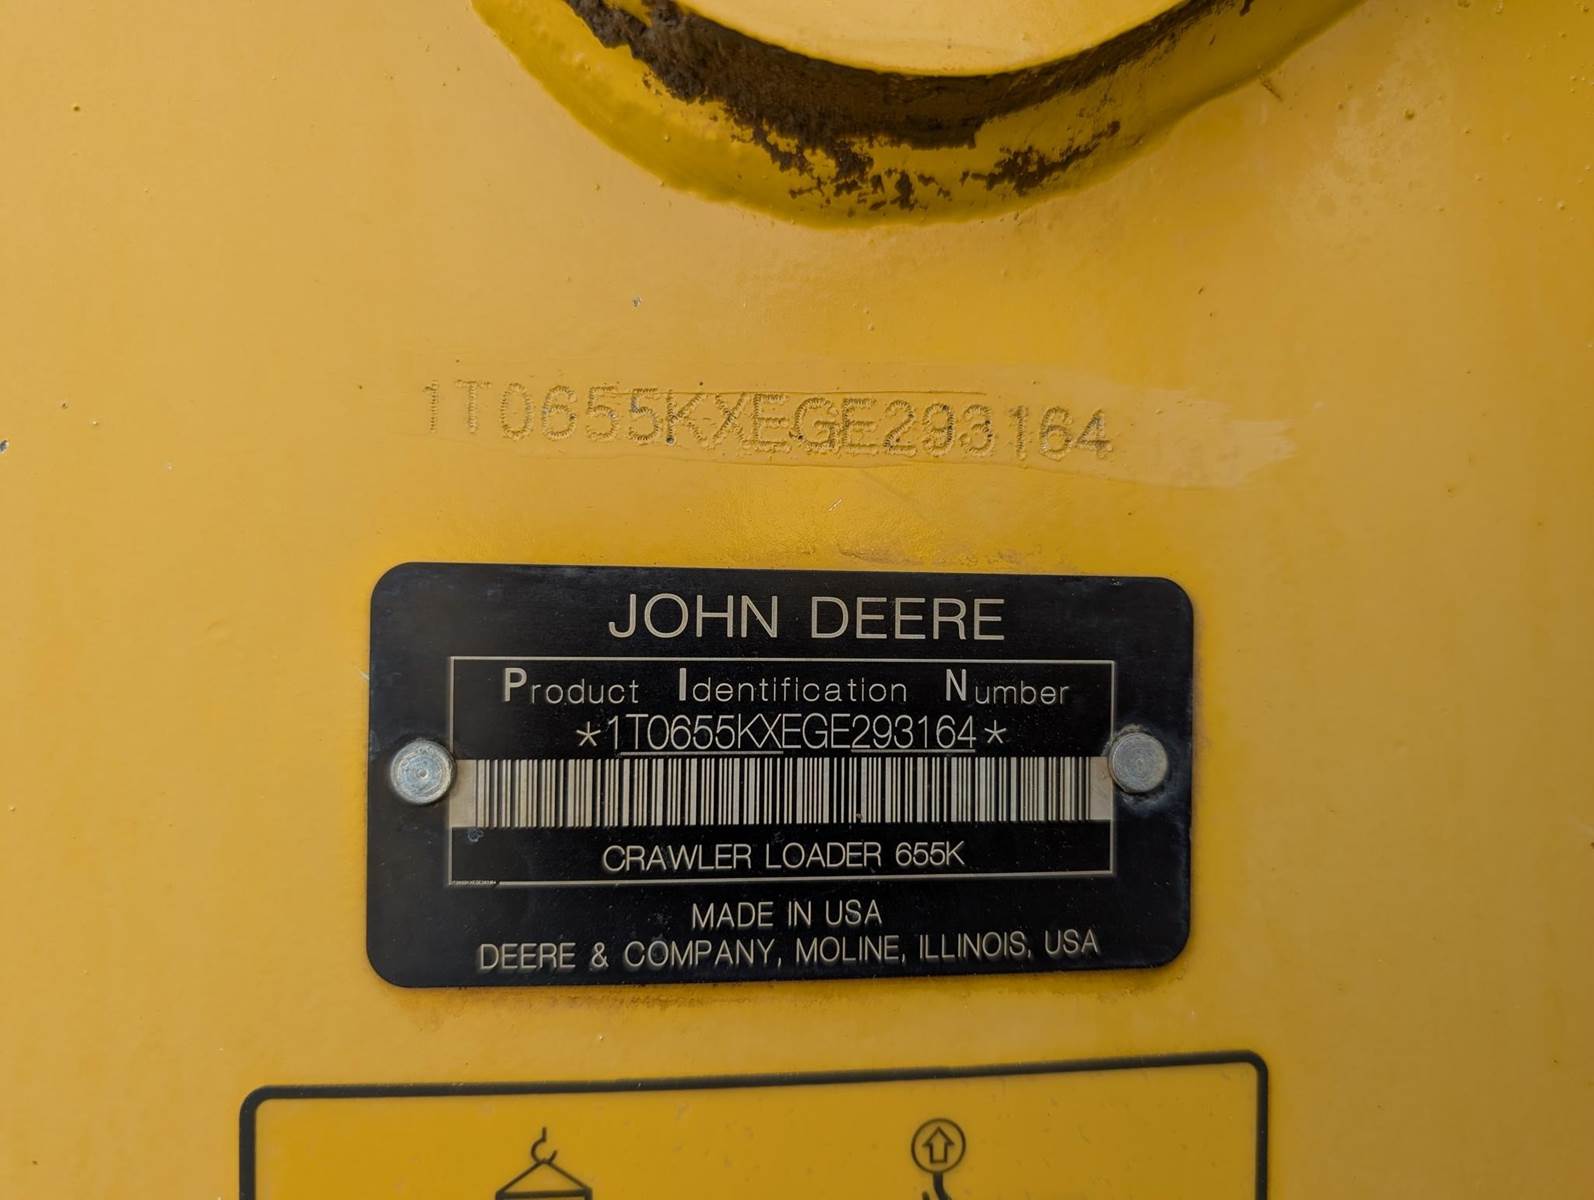 1T0655KXEGE293164
JOHN DEERE
Product Identification Number
*1T0655KXEGE293164*
CRAWLER LOADER 655K
MADE IN USA
DEERE & COMPANY, MOLINE, ILLINOIS, USA